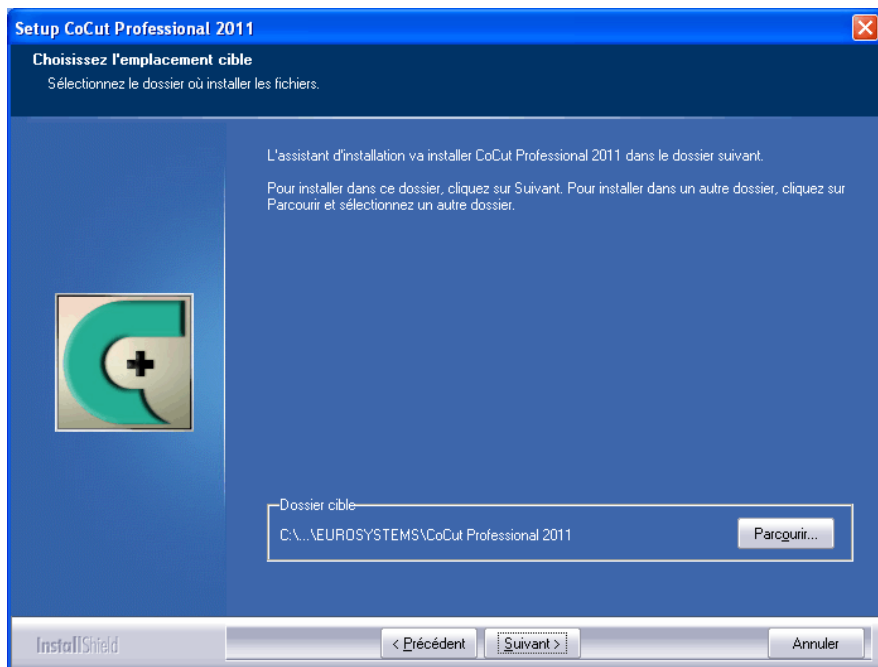 Setup CoCut Professional 2011
Choisissez l'emplacement cible
Sélectionnez le dossier où installer les fichiers.
L'assistant d'installation va installer CoCut Professional 2011 dans le dossier suivant.
Pour installer dans ce dossier, cliquez sur Suivant. Pour installer dans un autre dossier, cliquez sur
Parcourir et sélectionnez un autre dossier.
Dossier cible
C:\...\EUROSYSTEMS\CoCut Professional 2011
Parcourir...
InstallShield
< Précédent
Suivant >
Annuler